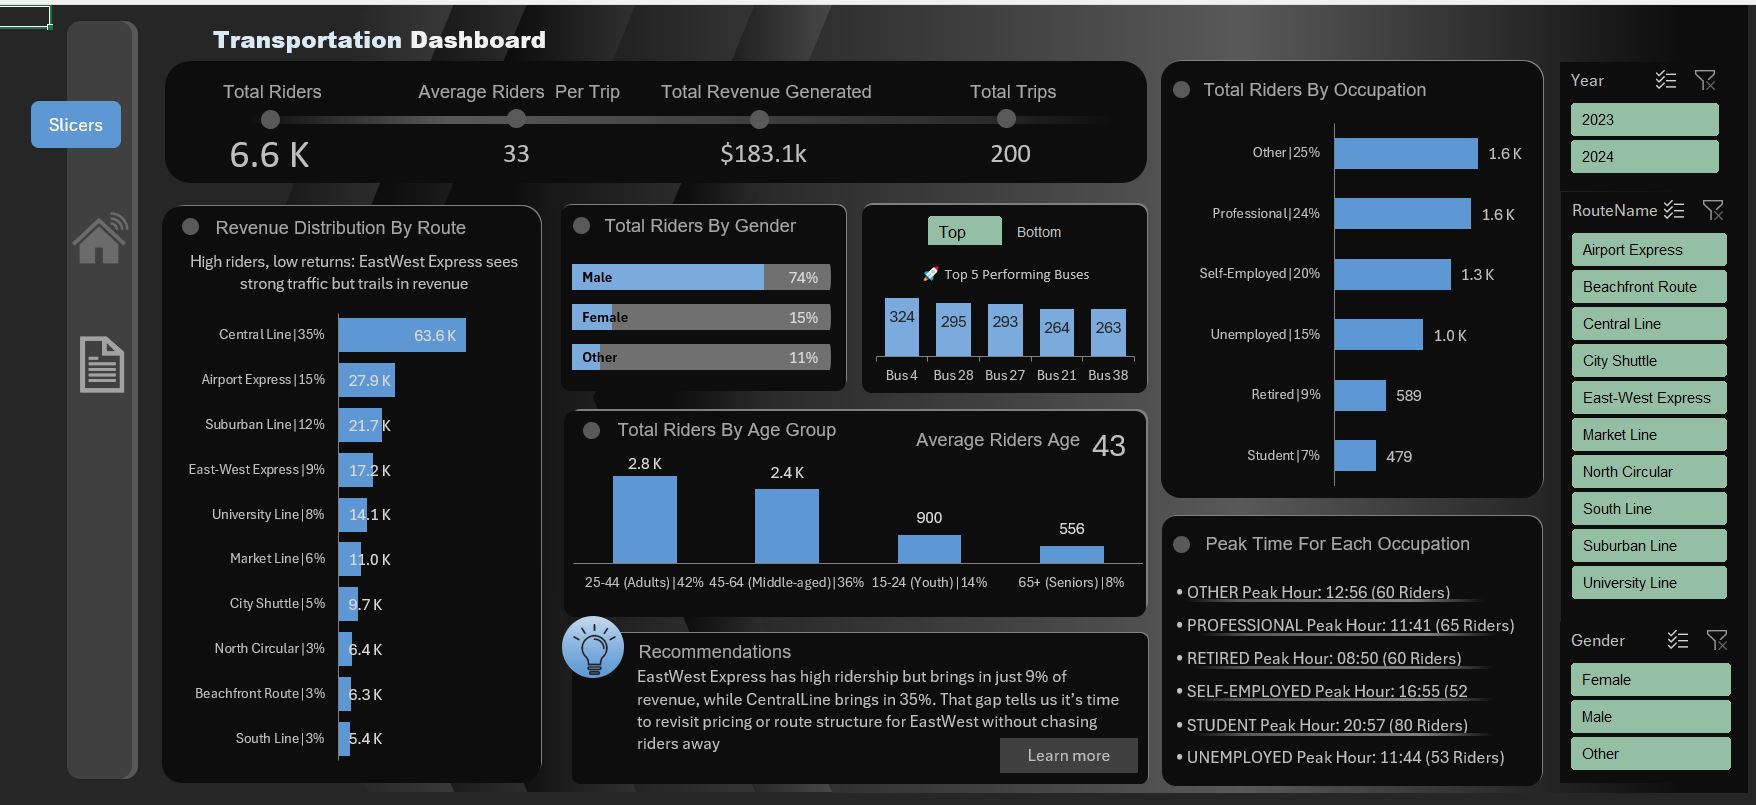 Transportation Dashboard
Slicers
Total Riders
6.6 K
Average Riders Per Trip
33
Total Revenue Generated
$183.1k
Total Trips
200
Revenue Distribution By Route
High riders, low returns: EastWest Express sees
strong traffic but trails in revenue
Central Line|35% 63.6 K
Airport Express|15% 27.9 K
Suburban Line|12% 21.7 K
East-West Express|9% 17.2 K
University Line|8% 14.1 K
Market Line|6% 11.0 K
City Shuttle|5% 9.7 K
North Circular|3% 6.4 K
Beachfront Route|3% 6.3 K
South Line|3% 5.4 K
Total Riders By Gender
Male 74%
Female 15%
Other 11%
Top Bottom
🚀 Top 5 Performing Buses
324 295 293 264 263
Bus4 Bus28 Bus27 Bus21 Bus38
Total Riders By Age Group
Average Riders Age 43
2.8 K 2.4 K 900 556
25-44 (Adults)|42% 45-64 (Middle-aged)|36% 15-24 (Youth)|14% 65+ (Seniors)|8%
Recommendations
EastWest Express has high ridership but brings in just 9% of
revenue, while CentralLine brings in 35%. That gap tells us it's time
to revisit pricing or route structure for EastWest without chasing
riders away
Learn more
Total Riders By Occupation
Other|25% 1.6 K
Professional|24% 1.6 K
Self-Employed|20% 1.3 K
Unemployed|15% 1.0 K
Retired|9% 589
Student|7% 479
Peak Time For Each Occupation
• OTHER Peak Hour: 12:56 (60 Riders)
• PROFESSIONAL Peak Hour: 11:41 (65 Riders)
• RETIRED Peak Hour: 08:50 (60 Riders)
• SELF-EMPLOYED Peak Hour: 16:55 (52
• STUDENT Peak Hour: 20:57 (80 Riders)
• UNEMPLOYED Peak Hour: 11:44 (53 Riders)
Year
2023
2024
RouteName
Airport Express
Beachfront Route
Central Line
City Shuttle
East-West Express
Market Line
North Circular
South Line
Suburban Line
University Line
Gender
Female
Male
Other